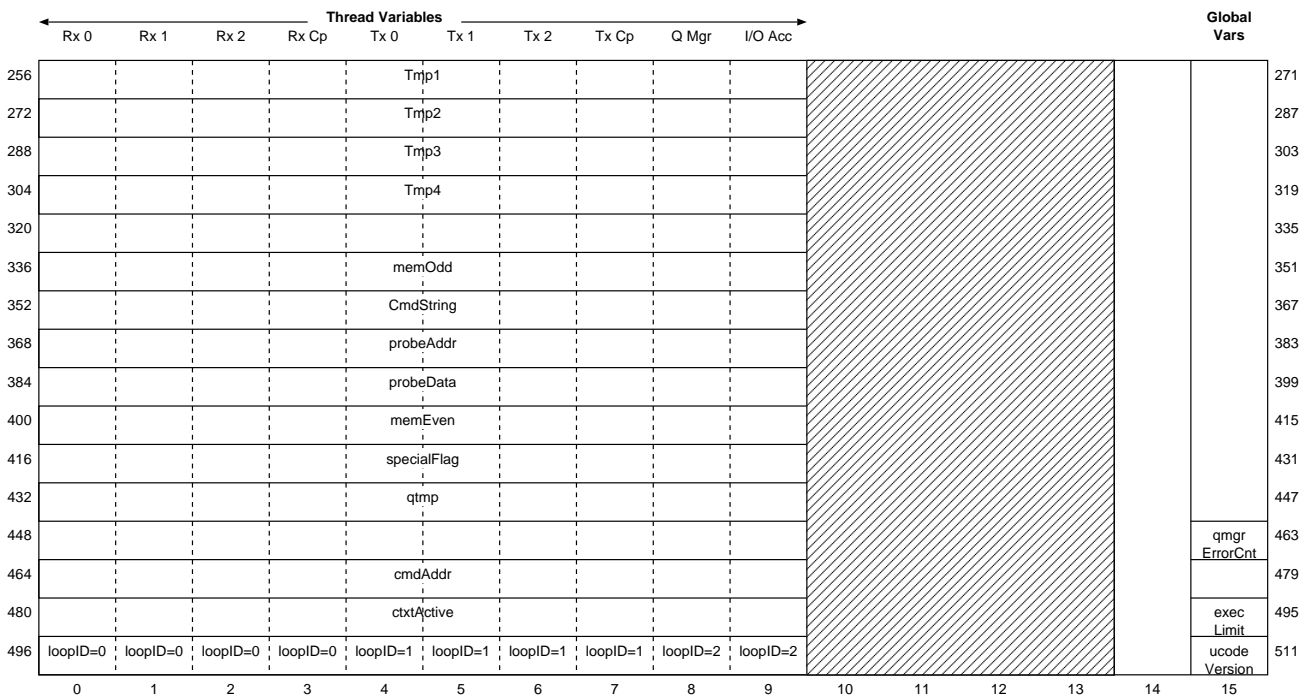 Thread Variables Global
Rx 0 Rx 1 Rx 2 Rx Cp Tx 0 Tx 1 Tx 2 Tx Cp Q Mgr I/O Acc Vars
256 Tmp1 271
272 Tmp2 287
288 Tmp3 303
304 Tmp4 319
320 335
336 memOdd 351
352 CmdString 367
368 probeAddr 383
384 probeData 399
400 memEven 415
416 specialFlag 431
432 qtmp 447
448 qmgr 463
ErrorCnt
464 cmdAddr 479
480 ctxtActive exec 495
Limit
496 loopID=0 loopID=0 loopID=0 loopID=0 loopID=1 loopID=1 loopID=1 loopID=1 loopID=2 loopID=2 ucode 511
Version
0 1 2 3 4 5 6 7 8 9 10 11 12 13 14 15